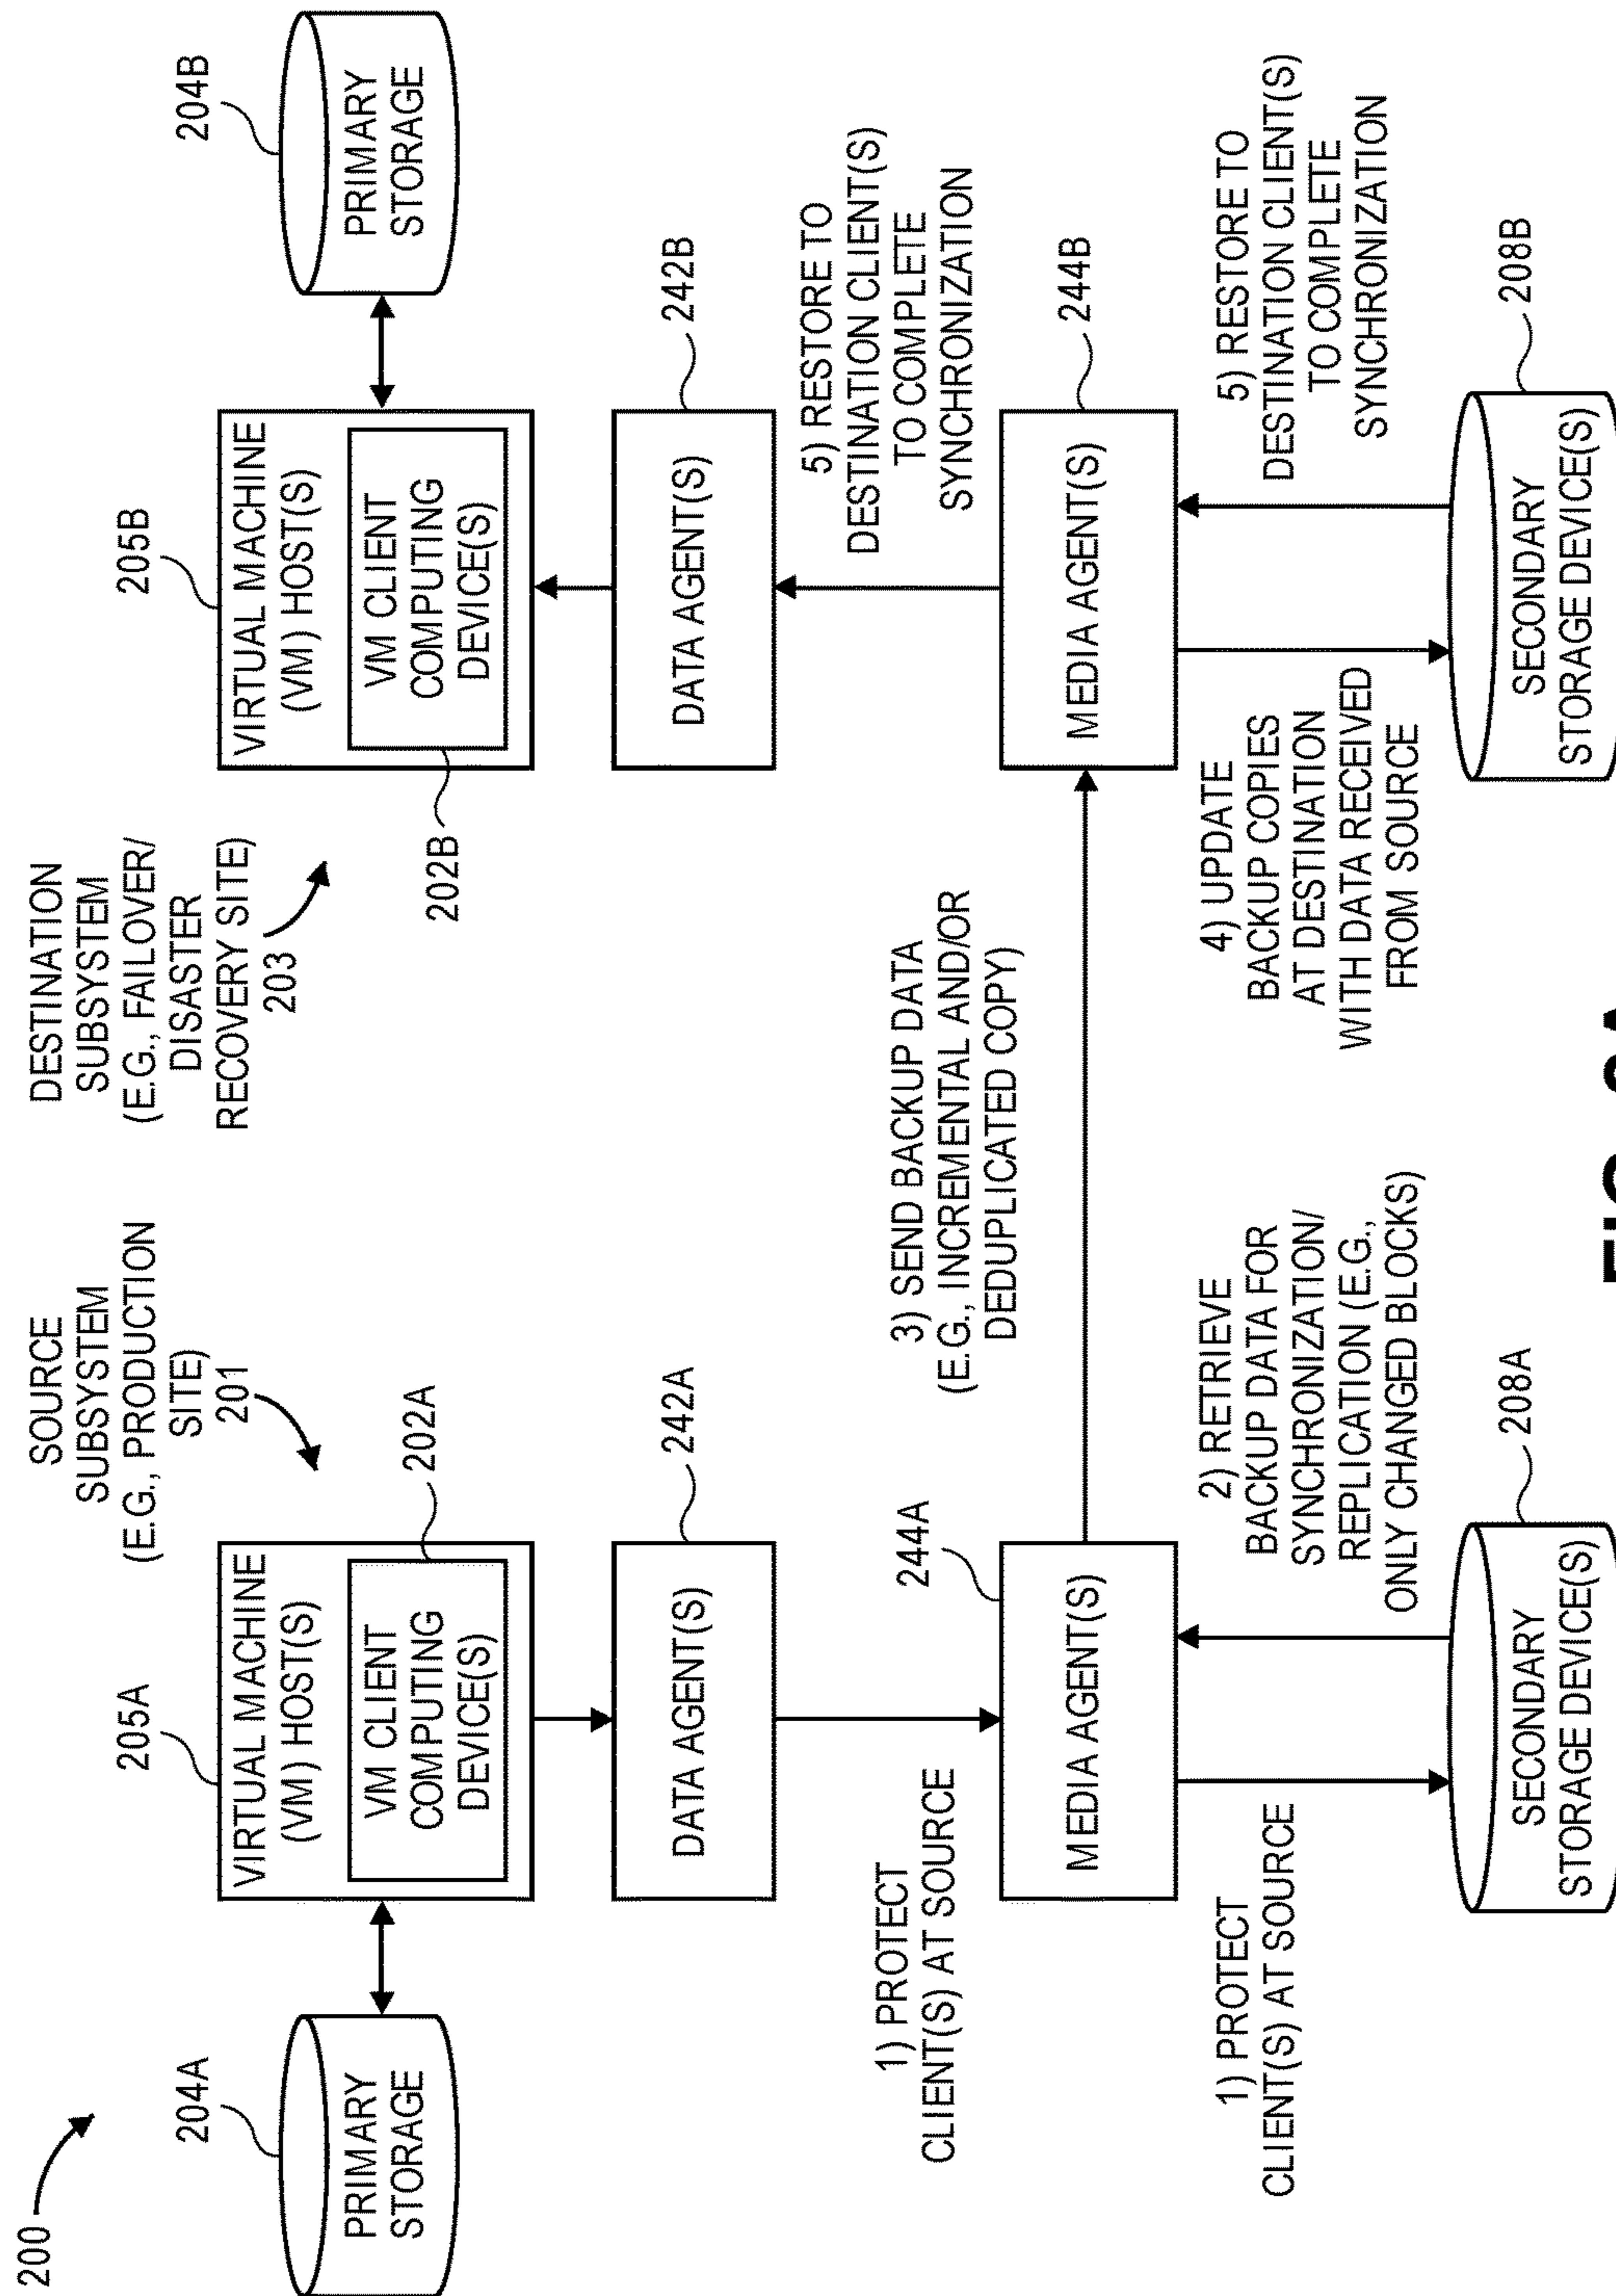 200
SOURCE
SUBSYSTEM
(E.G., PRODUCTION
SITE)
201
DESTINATION
SUBSYSTEM
(E.G., FAILOVER/
DISASTER
RECOVERY SITE)
203
204A
PRIMARY
STORAGE
205A
VIRTUAL MACHINE
(VM) HOST(S)
VM CLIENT
COMPUTING
DEVICE(S)
202A
205B
VIRTUAL MACHINE
(VM) HOST(S)
VM CLIENT
COMPUTING
DEVICE(S)
202B
204B
PRIMARY
STORAGE
DATA AGENT(S)
242A
DATA AGENT(S)
242B
1) PROTECT
CLIENT(S) AT SOURCE
3) SEND BACKUP DATA
(E.G., INCREMENTAL AND/OR
DEDUPLICATED COPY)
5) RESTORE TO
DESTINATION CLIENT(S)
TO COMPLETE
SYNCHRONIZATION
MEDIA AGENT(S)
244A
MEDIA AGENT(S)
244B
1) PROTECT
CLIENT(S) AT SOURCE
2) RETRIEVE
BACKUP DATA FOR
SYNCHRONIZATION/
REPLICATION (E.G.,
ONLY CHANGED BLOCKS)
4) UPDATE
BACKUP COPIES
AT DESTINATION
WITH DATA RECEIVED
FROM SOURCE
5) RESTORE TO
DESTINATION CLIENT(S)
TO COMPLETE
SYNCHRONIZATION
SECONDARY
STORAGE DEVICE(S)
208A
SECONDARY
STORAGE DEVICE(S)
208B